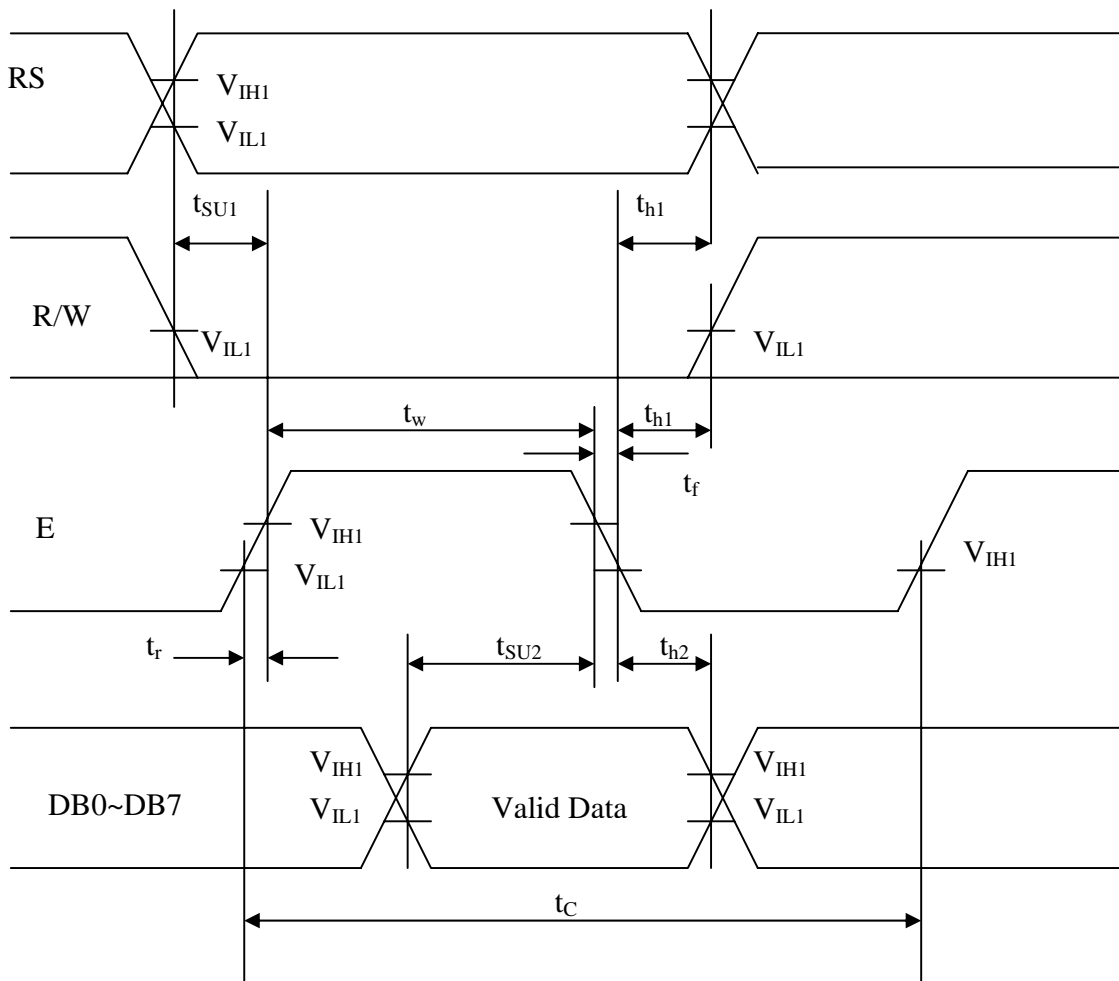 RS
V_IH1
V_IL1
t_SU1
t_h1
R/W
V_IL1
V_IL1
t_w
t_h1
t_f
E
V_IH1
V_IL1
V_IH1
t_r
t_SU2
t_h2
V_IH1
V_IH1
DB0~DB7
V_IL1
Valid Data
V_IL1
t_C